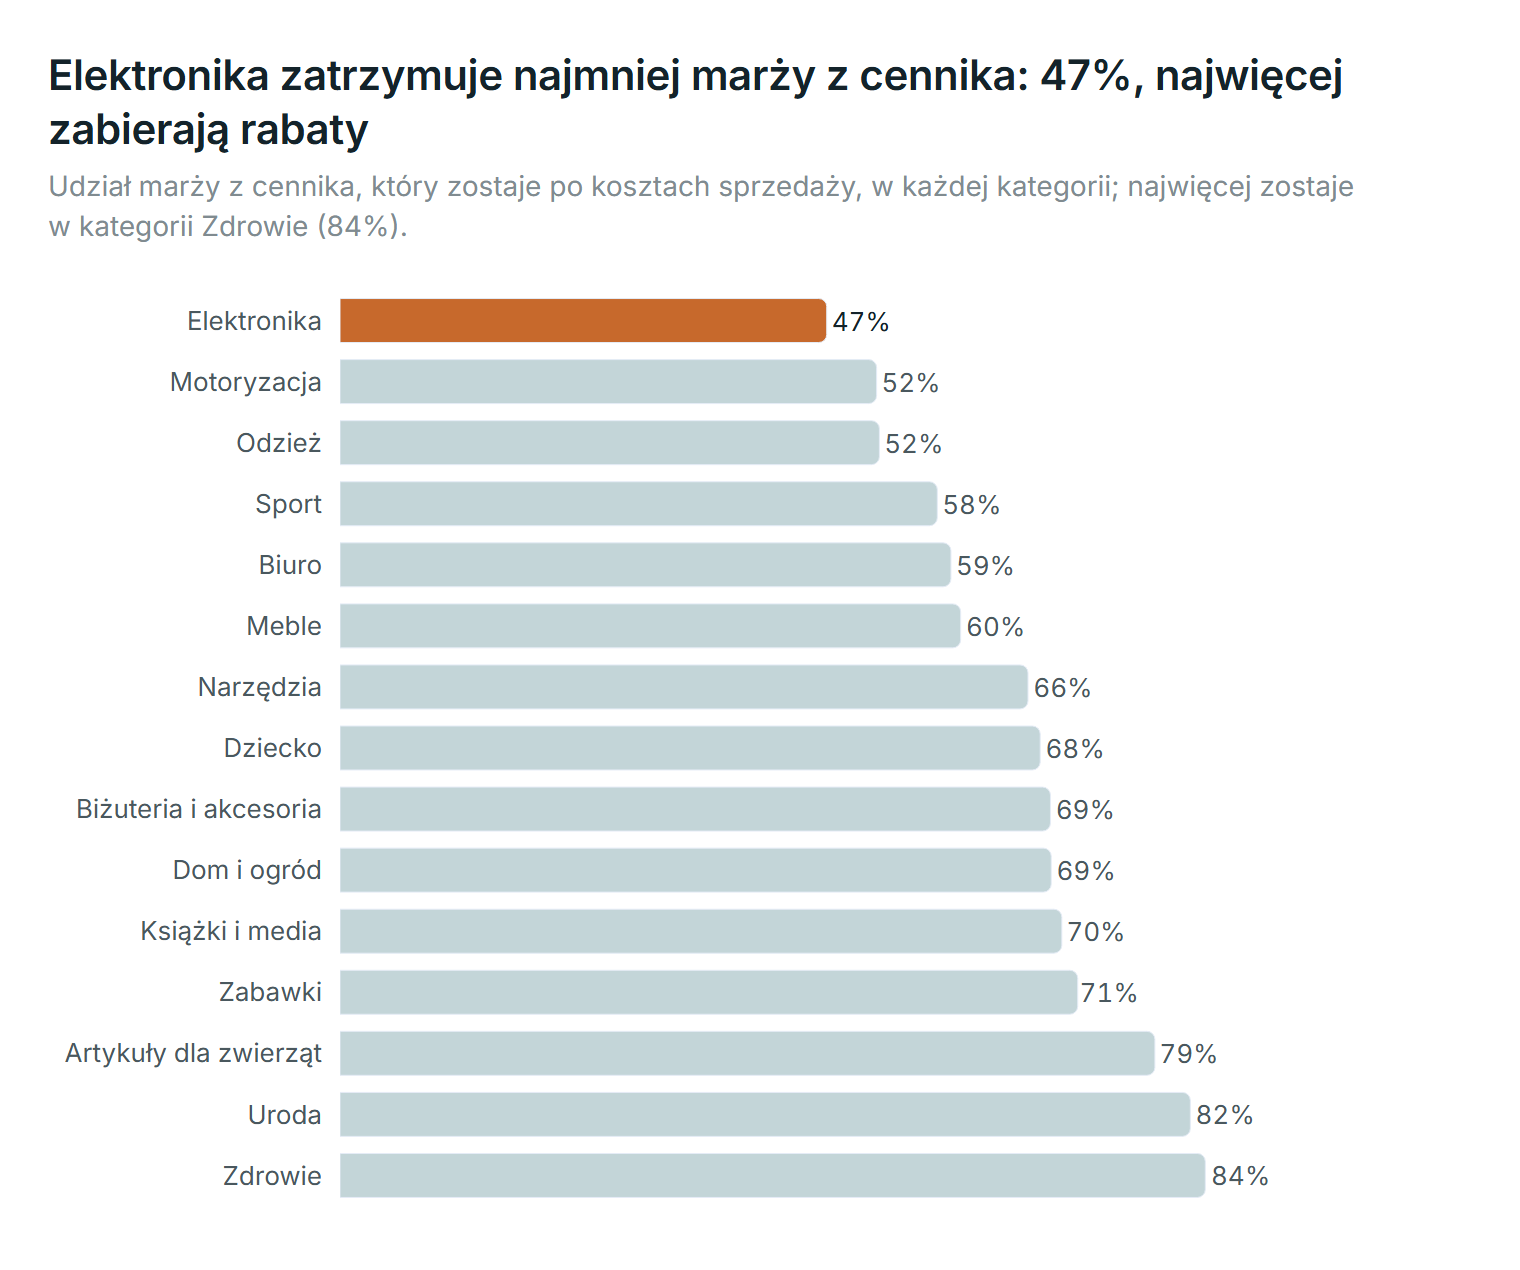 Elektronika zatrzymuje najmniej marży z cennika: 47%, najwięcej
zabierają rabaty
Udział marży z cennika, który zostaje po kosztach sprzedaży, w każdej kategorii; najwięcej zostaje
w kategorii Zdrowie (84%).
Elektronika 47%
Motoryzacja 52%
Odzież 52%
Sport 58%
Biuro 59%
Meble 60%
Narzędzia 66%
Dziecko 68%
Biżuteria i akcesoria 69%
Dom i ogród 69%
Książki i media 70%
Zabawki 71%
Artykuły dla zwierząt 79%
Uroda 82%
Zdrowie 84%